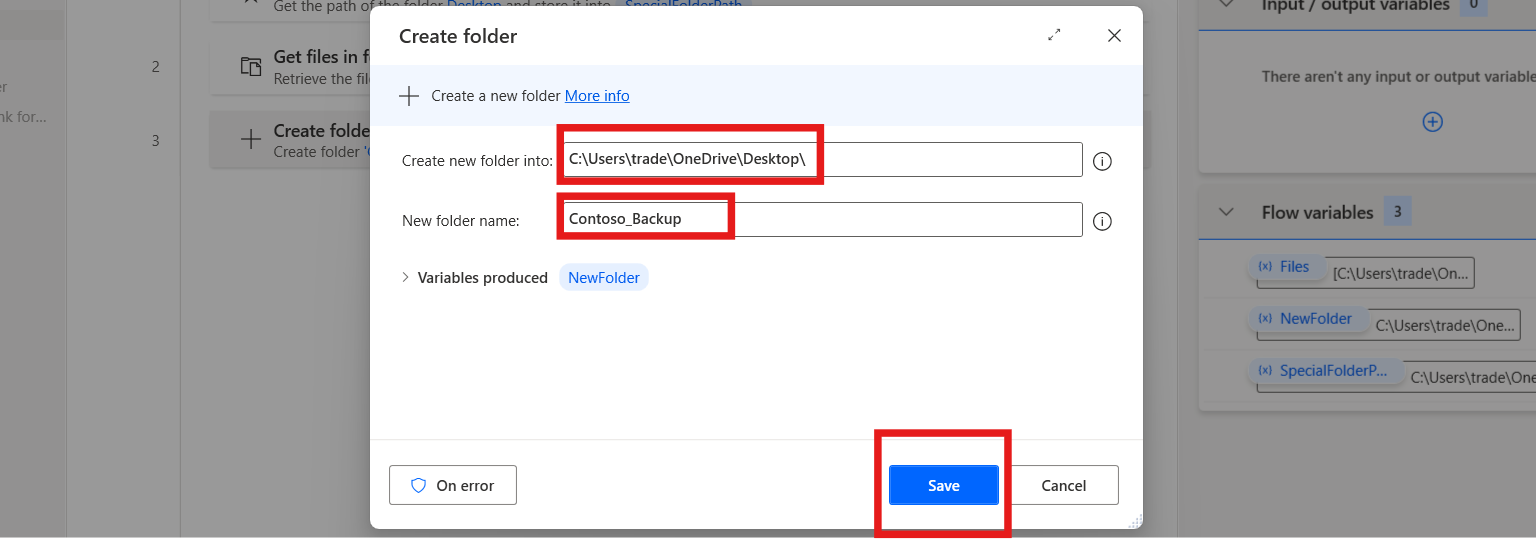 Get the path of the folder Desktop and store it into SpecialFolderPath
Input / output variables 0
Create folder
2
Get files in f
Retrieve the file
There aren't any input or output variable
Create a new folder More info
nk for...
3
Create folde
Create folder '
Create new folder into: C:\Users\trade\OneDrive\Desktop\
New folder name: Contoso_Backup
Flow variables 3
Variables produced NewFolder
(x) Files [C:\Users\trade\On...
(x) NewFolder C:\Users\trade\One...
(x) SpecialFolderP... C:\Users\trade\One
On error
Save
Cancel